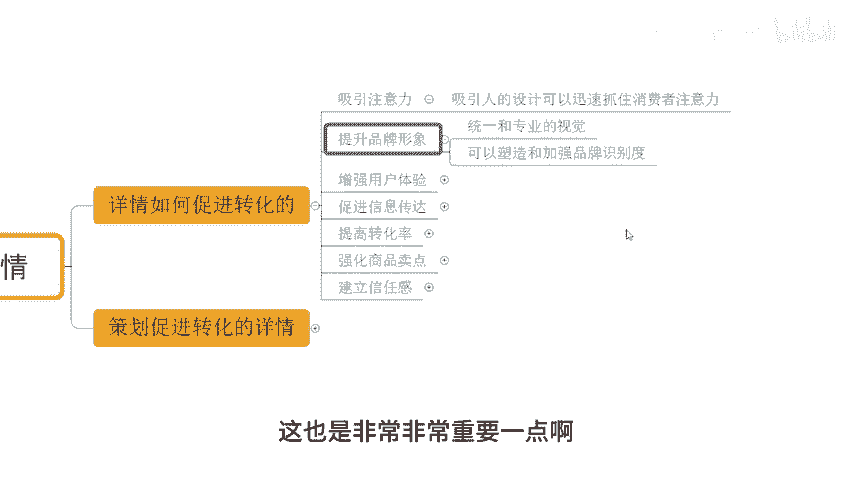 吸引注意力 吸引人的设计可以迅速抓住消费者注意力
统一和专业的视觉
提升品牌形象
可以塑造和加强品牌识别度
增强用户体验
详情如何促进转化的
促进信息传达
提高转化率
情
强化商品卖点
建立信任感
策划促进转化的详情
这也是非常非常重要一点啊